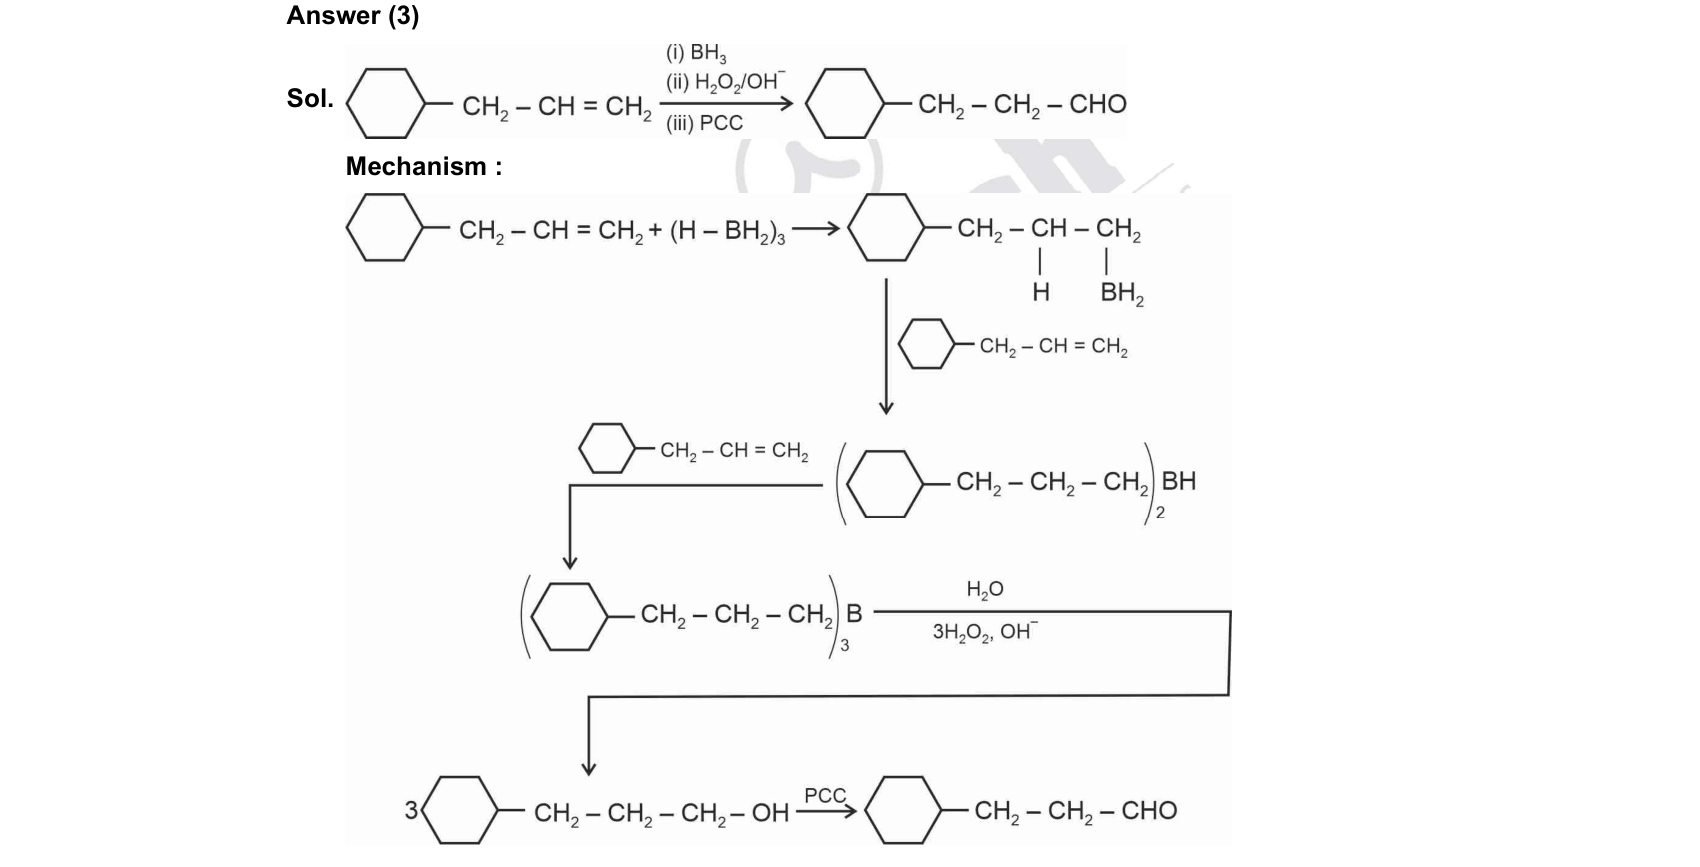 Answer (3)
Sol. CH₂ – CH = CH₂ (i) BH₃ (ii) H₂O₂/OH⁻ (iii) PCC CH₂ – CH₂ – CHO
Mechanism :
CH₂ – CH = CH₂ + (H – BH₂)₃ CH₂ – CH – CH₂
H BH₂
CH₂ – CH = CH₂
CH₂ – CH = CH₂
( CH₂ – CH₂ – CH₂)₂ BH
( CH₂ – CH₂ – CH₂)₃ B H₂O 3H₂O₂, OH⁻
3 CH₂ – CH₂ – CH₂ – OH PCC CH₂ – CH₂ – CHO